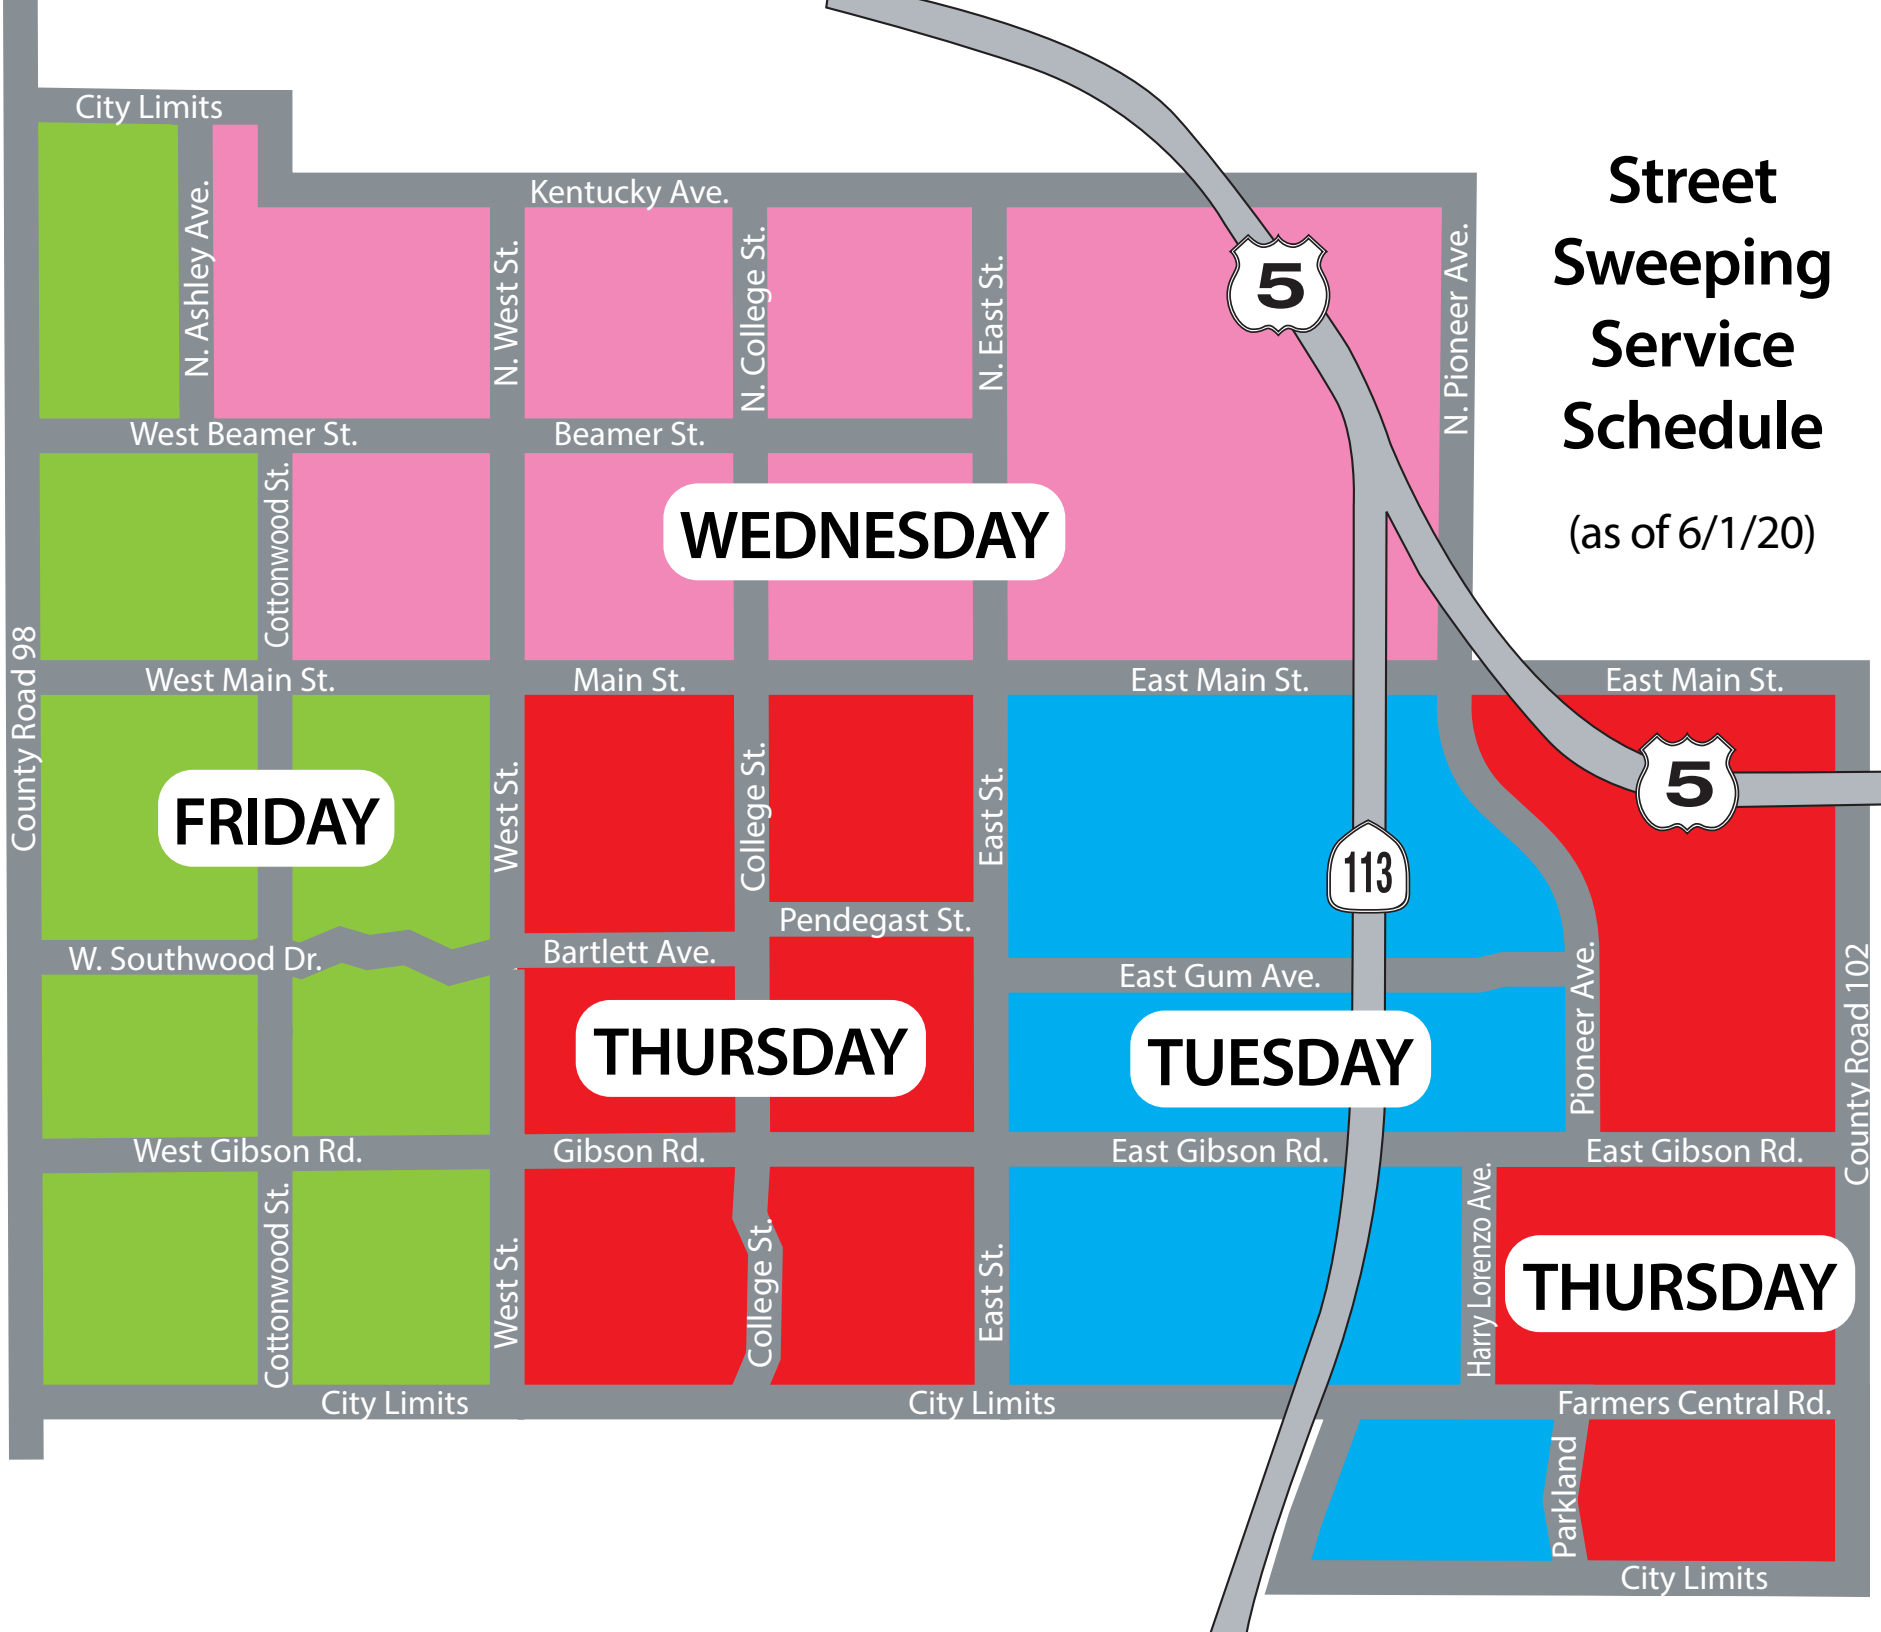 City Limits
Kentucky Ave.
N. Ashley Ave.
N. West St.
N. College St.
N. East St.
5
N. Pioneer Ave.
Street
Sweeping
Service
Schedule
(as of 6/1/20)
West Beamer St.
Beamer St.
Cottonwood St.
WEDNESDAY
County Road 98
West Main St.
Main St.
East Main St.
East Main St.
FRIDAY
West St.
College St.
East St.
113
5
Pendegast St.
W. Southwood Dr.
Bartlett Ave.
East Gum Ave.
Pioneer Ave.
County Road 102
THURSDAY
TUESDAY
West Gibson Rd.
Gibson Rd.
East Gibson Rd.
East Gibson Rd.
Cottonwood St.
West St.
College St.
East St.
Harry Lorenzo Ave.
THURSDAY
City Limits
City Limits
Farmers Central Rd.
Parkland
City Limits